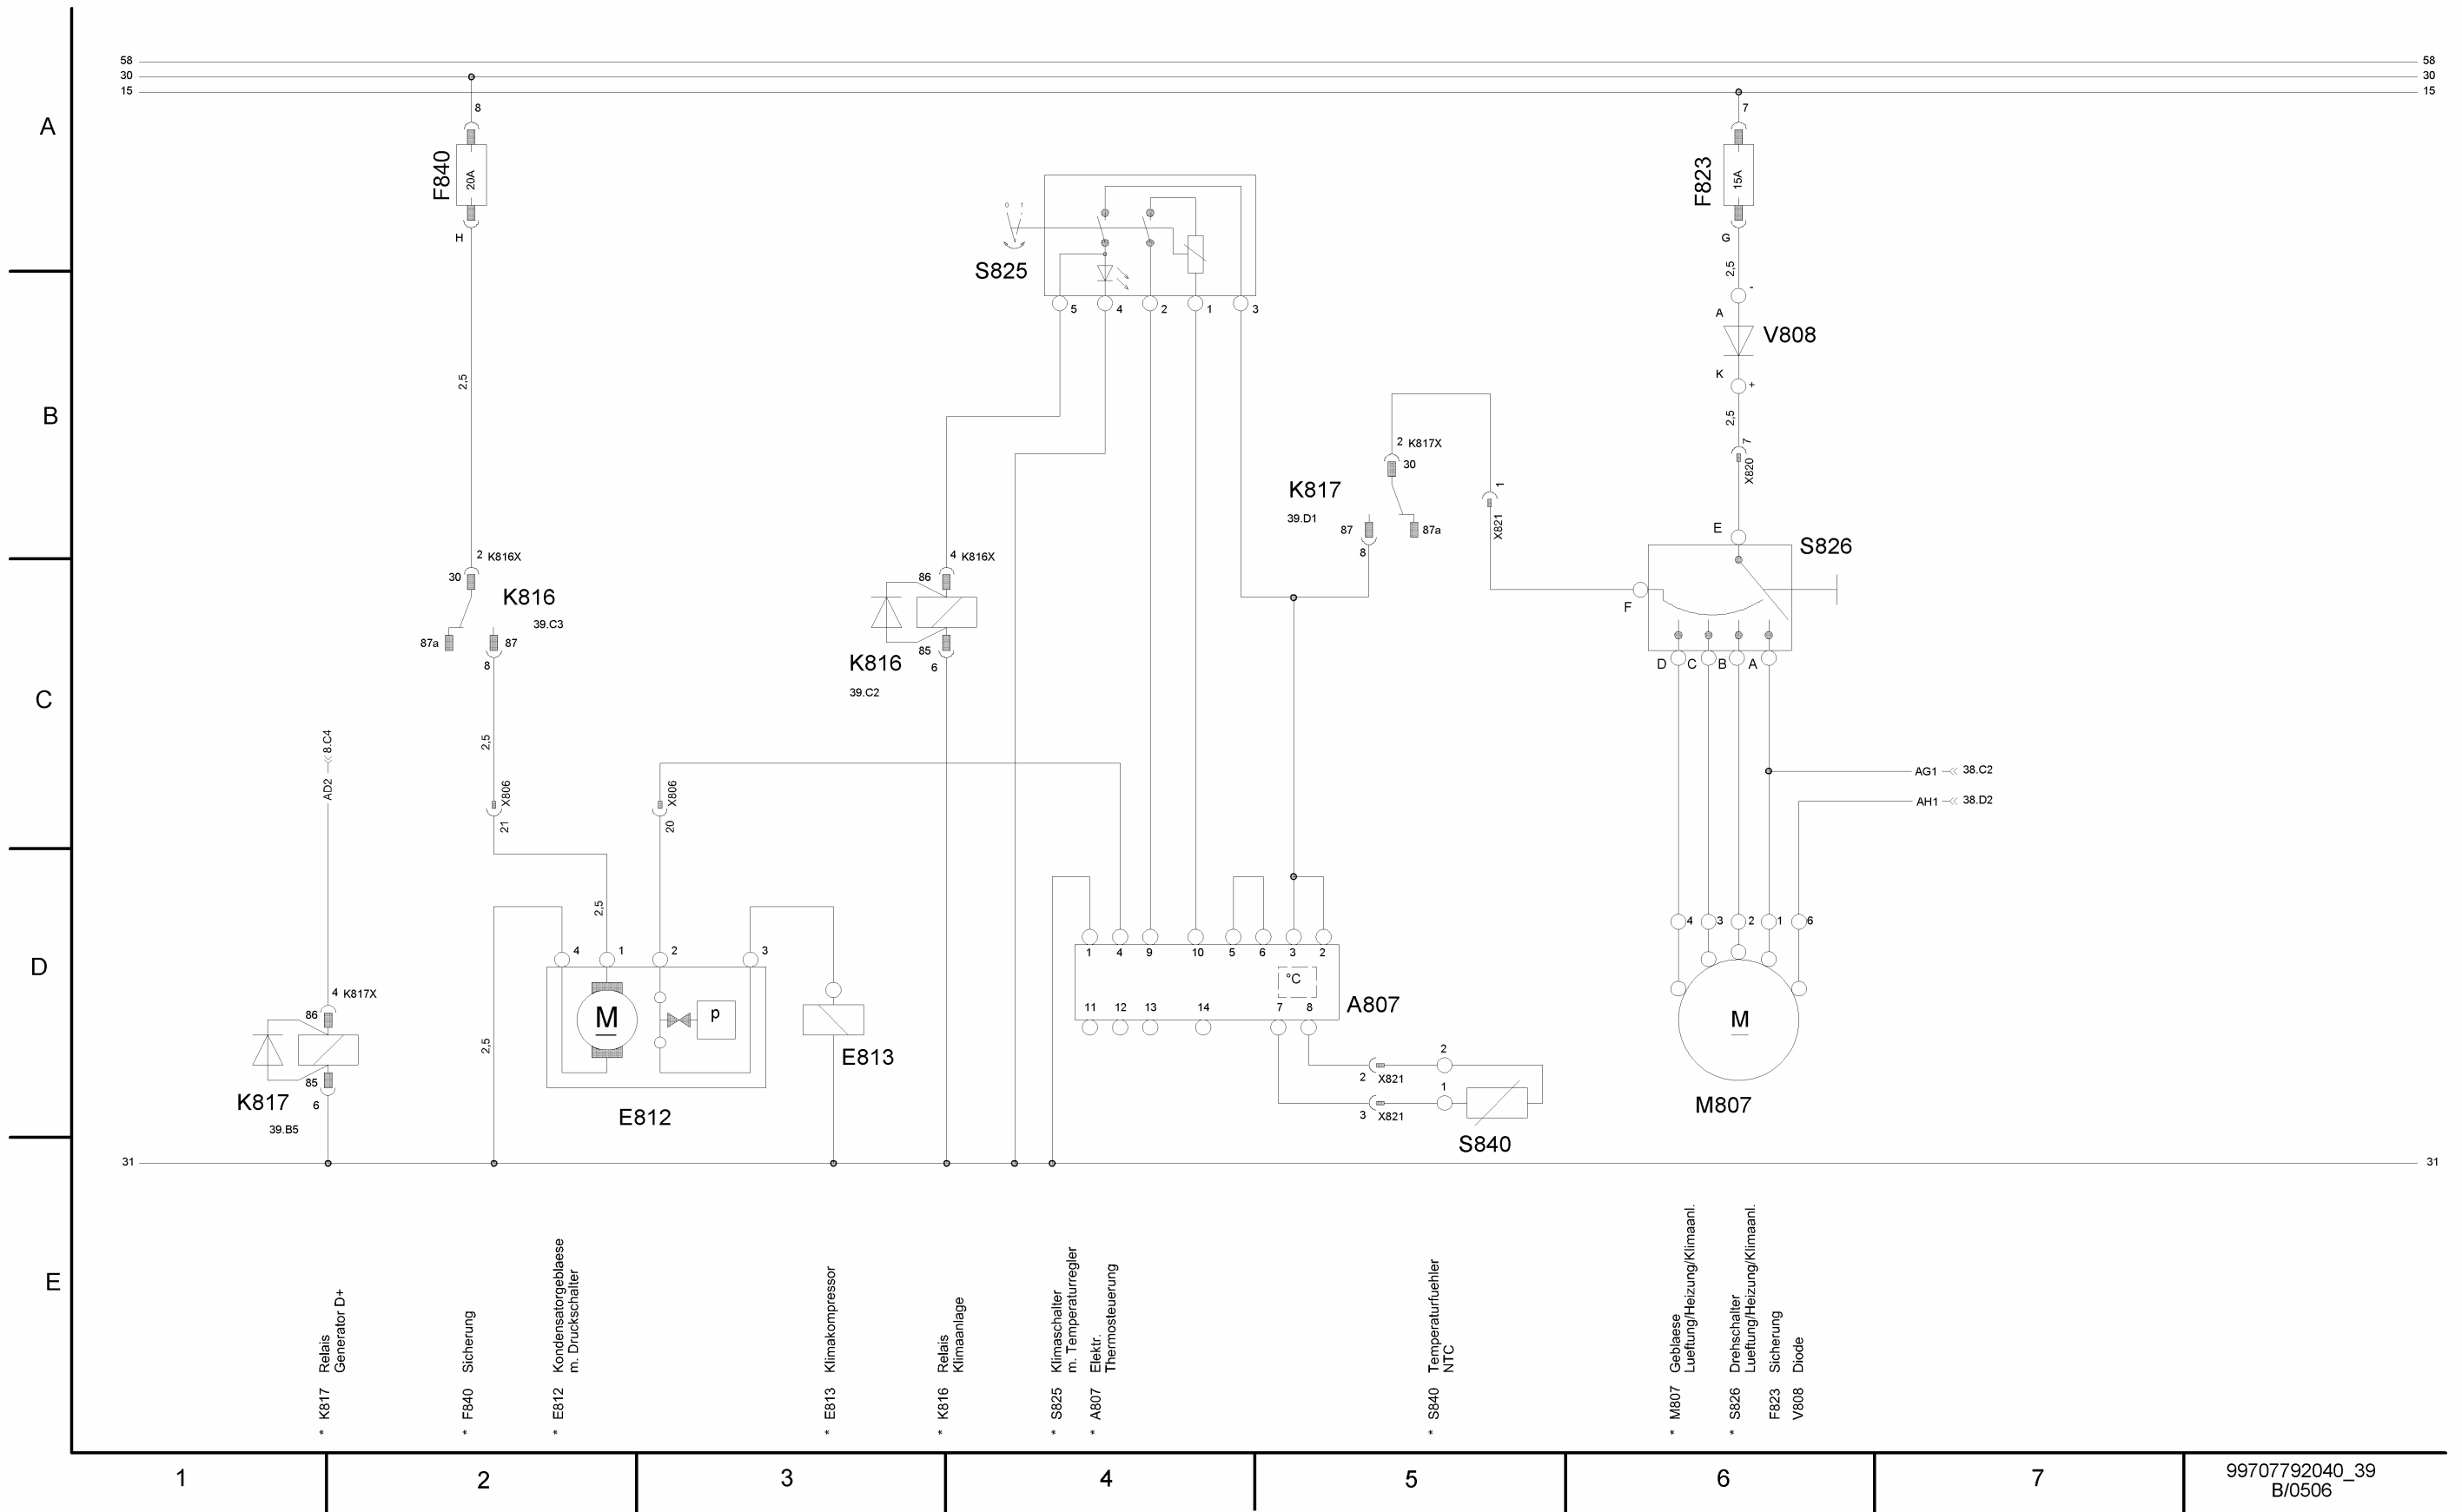 58
58
30
30
15
15
A
8
F840
20A
H
7
F823
15A
G
2,5
0 1
S825
5
4
2
1
3
-
A
V808
K
+
2,5
7
X820
B
2,5
2 K817X
30
K817
39.D1
87
87a
8
1
X821
E
S826
F
D
C
B
A
2 K816X
30
K816
39.C3
87a
87
8
4 K816X
86
85
6
K816
39.C2
C
2,5
8.C4
AD2
X806
21
X806
20
AG1
38.C2
AH1
38.D2
D
2,5
4
1
2
3
4
3
2
1
6
1
4
9
10
5
6
3
2
°C
11
12
13
14
7
8
A807
4 K817X
86
85
6
K817
39.B5
2,5
M
p
E812
E813
2
2
X821
1
3
X821
S840
M
M807
31
31
E
* K817 Relais
Generator D+
* F840 Sicherung
* E812 Kondensatorgeblaese
m. Druckschalter
* E813 Klimakompressor
* K816 Relais
Klimaanlage
* S825 Klimaschalter
m. Temperaturregler
* A807 Elektr.
Thermosteuerung
* S840 Temperaturfuehler
NTC
* M807 Geblaese
Lueftung/Heizung/Klimaanl.
* S826 Drehschalter
Lueftung/Heizung/Klimaanl.
F823 Sicherung
V808 Diode
1
2
3
4
5
6
7
99707792040_39
B/0506